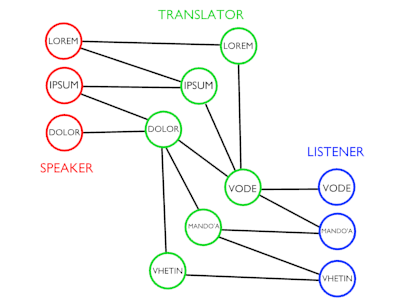 TRANSLATOR
LOREM
LOREM
IPSUM
IPSUM
DOLOR
DOLOR
SPEAKER
LISTENER
VODE
VODE
MANDO'A
MANDO'A
VHETIN
VHETIN